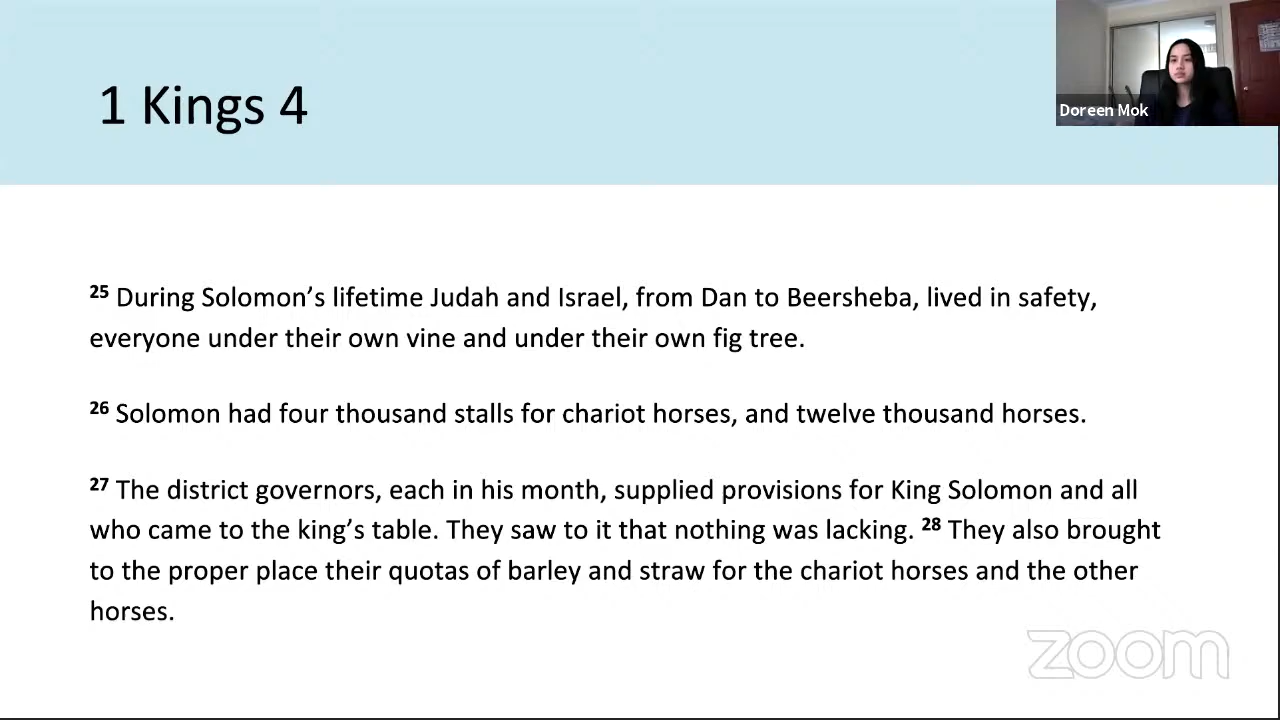 1 Kings 4
Doreen Mok
25 During Solomon’s lifetime Judah and Israel, from Dan to Beersheba, lived in safety,
everyone under their own vine and under their own fig tree.
26 Solomon had four thousand stalls for chariot horses, and twelve thousand horses.
27 The district governors, each in his month, supplied provisions for King Solomon and all
who came to the king’s table. They saw to it that nothing was lacking. 28 They also brought
to the proper place their quotas of barley and straw for the chariot horses and the other
horses.
zoom